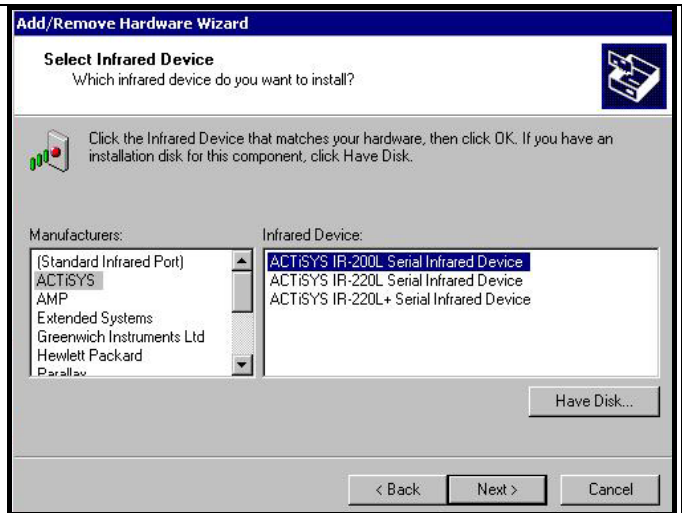 Add/Remove Hardware Wizard
Select Infrared Device
Which infrared device do you want to install?
Click the Infrared Device that matches your hardware, then click OK. If you have an
installation disk for this component, click Have Disk.
Manufacturers:
(Standard Infrared Port)
ACTiSYS
AMP
Extended Systems
Greenwich Instruments Ltd
Hewlett Packard
Parallax
Infrared Device:
ACTiSYS IR-200L Serial Infrared Device
ACTiSYS IR-220L Serial Infrared Device
ACTiSYS IR-220L+ Serial Infrared Device
Have Disk...
< Back
Next >
Cancel